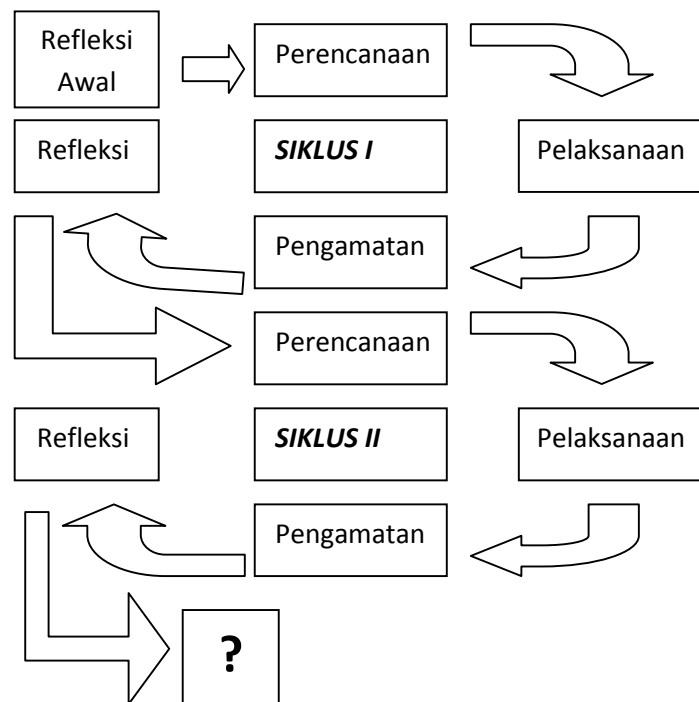 Refleksi
Awal
Perencanaan
Refleksi
SIKLUS I
Pelaksanaan
Pengamatan
Perencanaan
Refleksi
SIKLUS II
Pelaksanaan
Pengamatan
?